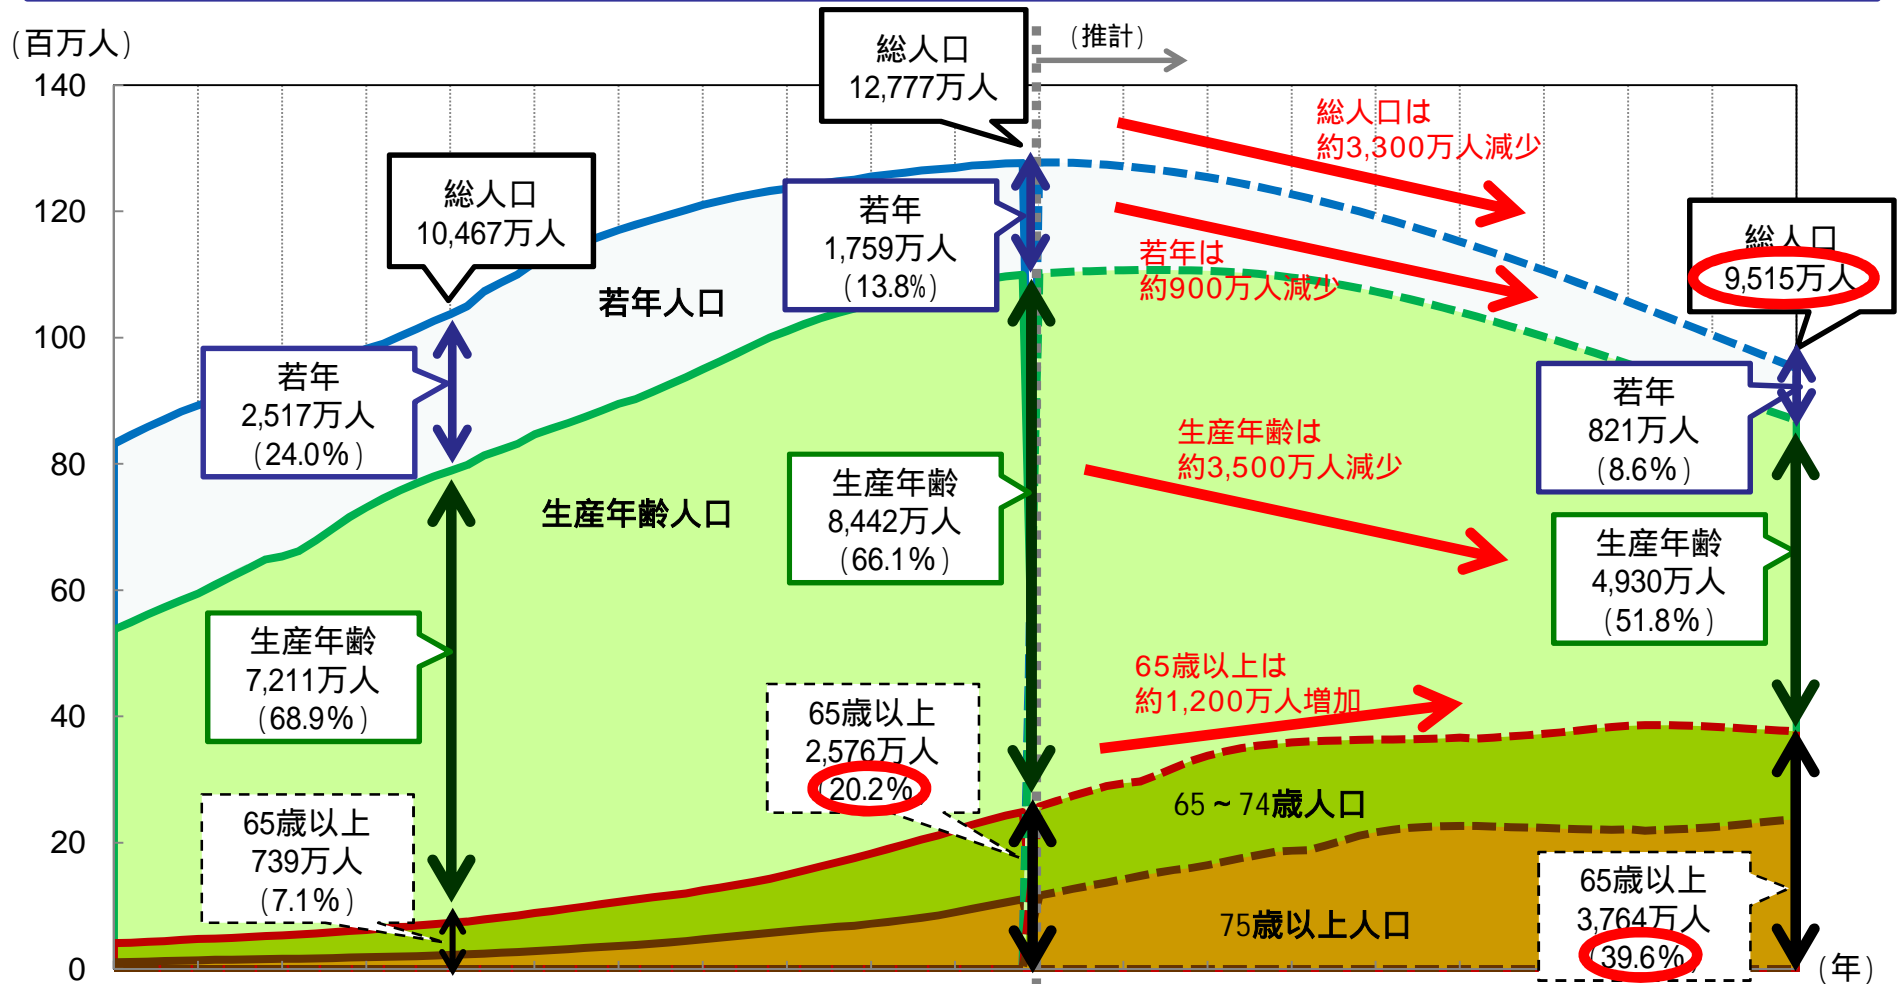 (百万人)
140
120
100
80
60
40
20
0
(年)
(推計)
総人口
10,467万人
総人口
12,777万人
総人口
9,515万人
若年人口
生産年齢人口
65~74歳人口
75歳以上人口
若年
2,517万人
(24.0%)
生産年齢
7,211万人
(68.9%)
65歳以上
739万人
(7.1%)
若年
1,759万人
(13.8%)
生産年齢
8,442万人
(66.1%)
65歳以上
2,576万人
(20.2%)
総人口は
約3,300万人減少
若年は
約900万人減少
生産年齢は
約3,500万人減少
65歳以上は
約1,200万人増加
若年
821万人
(8.6%)
生産年齢
4,930万人
(51.8%)
65歳以上
3,764万人
(39.6%)